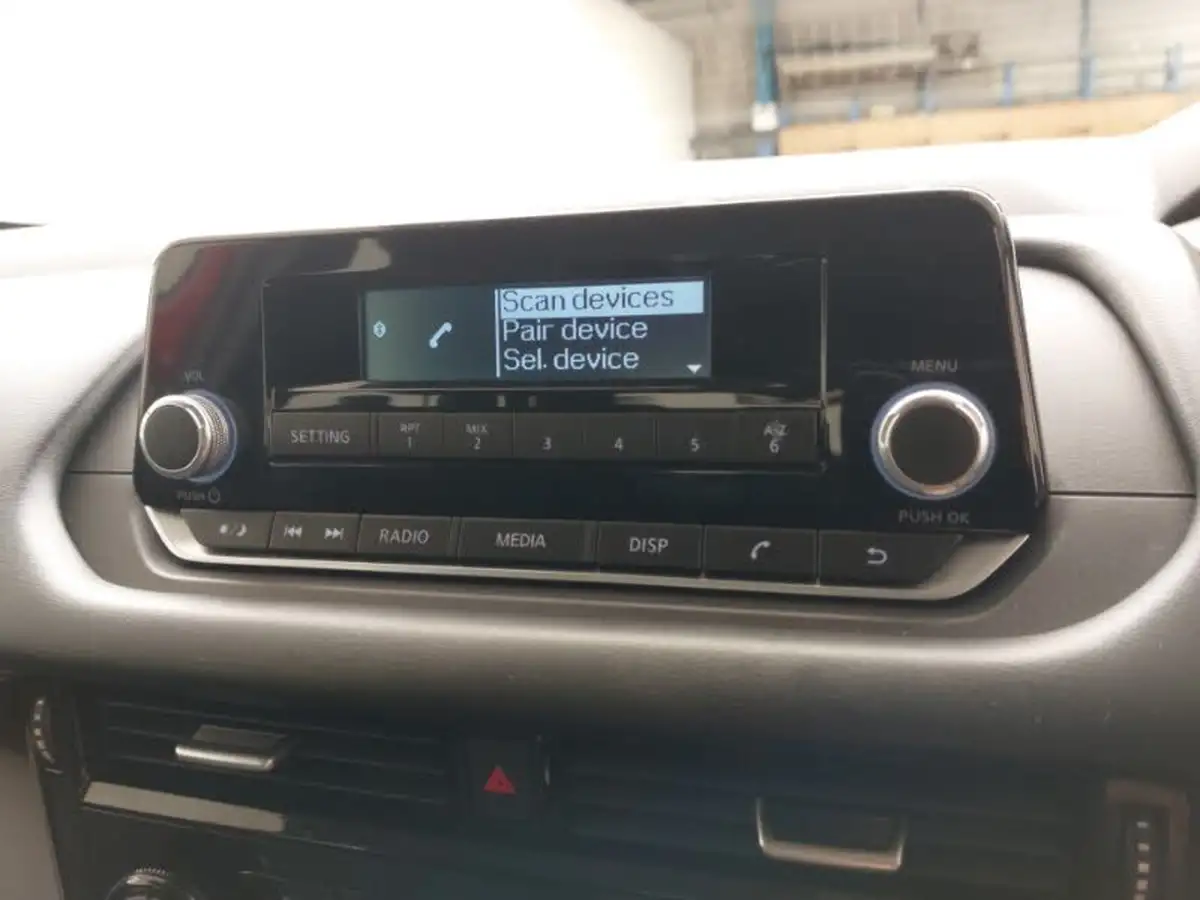 Scan devices
Pair device
Sel. device
VOL
MENU
SETTING
RPT
1
MIX
2
3
4
5
A-Z
6
PUSH
PUSH OK
RADIO
MEDIA
DISP